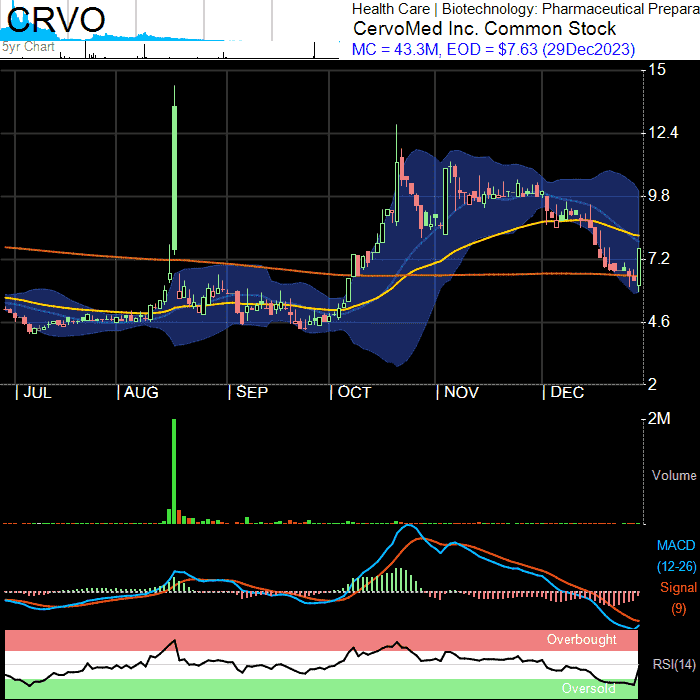 CRVO
5yr Chart
Health Care | Biotechnology: Pharmaceutical Prepara
CervoMed Inc. Common Stock
MC = 43.3M, EOD = $7.63 (29Dec2023)
15
12.4
9.8
7.2
4.6
2
| JUL | AUG | SEP | OCT | NOV | DEC
2M
Volume
MACD
(12-26)
Signal
(9)
Overbought
RSI(14)
Oversold